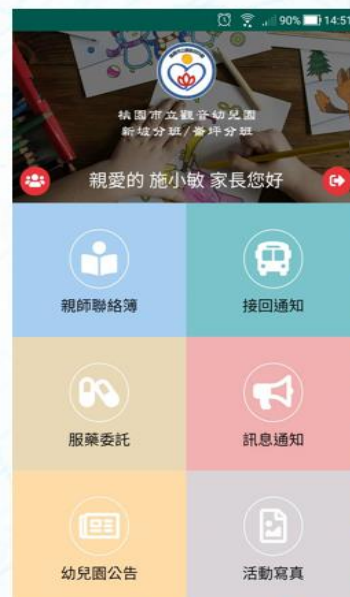 90% 14:51
桃園市立觀音幼兒園
新坡分班/崙坪分班
親愛的 施小敏 家長您好
親師聯絡簿
接回通知
服藥委託
訊息通知
幼兒園公告
活動寫真